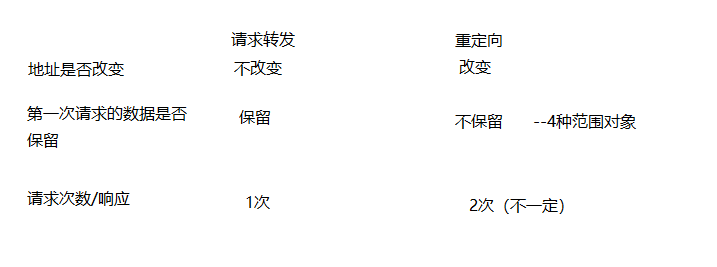 请求转发 重定向
地址是否改变 不改变 改变
第一次请求的数据是否
保留 保留 不保留 --4种范围对象
请求次数/响应 1次 2次（不一定）